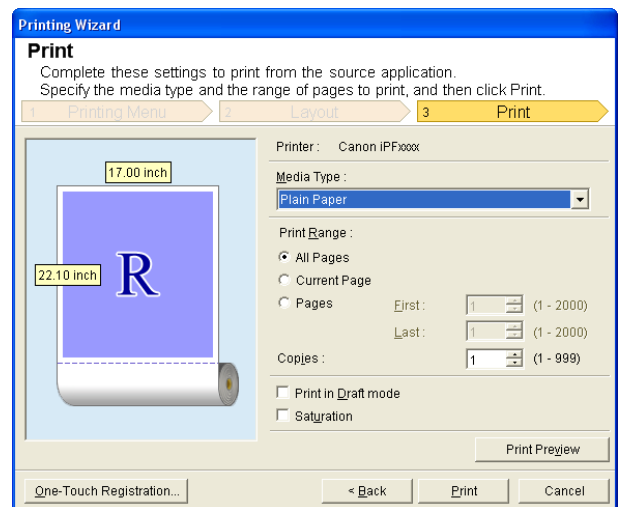 Printing Wizard
Print
Complete these settings to print from the source application.
Specify the media type and the range of pages to print, and then click Print.
1 Printing Menu 2 Layout 3 Print
Printer : Canon iPFxxxx
17.00 inch
Media Type :
Plain Paper
Print Range :
All Pages
22.10 inch
R
Current Page
Pages First : 1 (1 - 2000)
Last : 1 (1 - 2000)
Copies : 1 (1 - 999)
Print in Draft mode
Saturation
Print Preview
One-Touch Registration... < Back Print Cancel